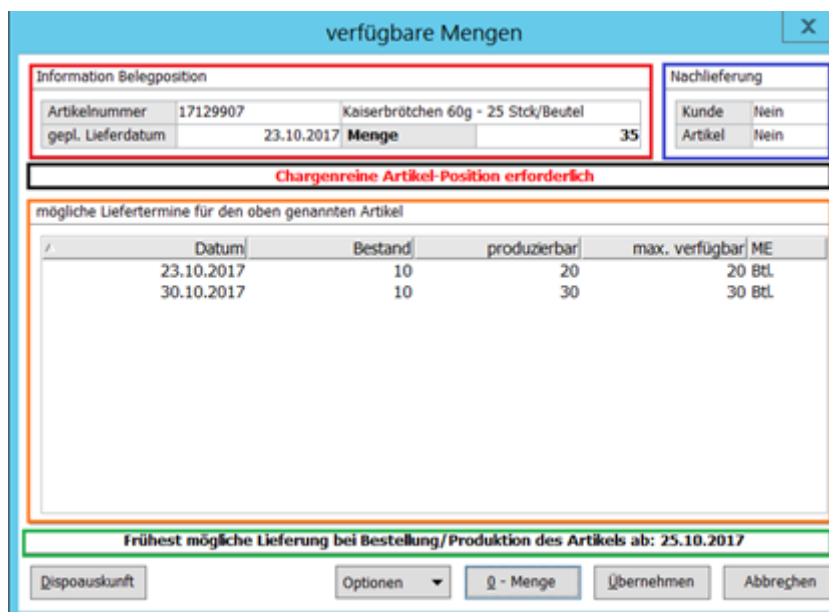 verfügbare Mengen
X
Information Belegposition
Nachlieferung
Artikelnummer 17129907 Kaiserbrötchen 60g - 25 Stck/Beutel
Kunde Nein
gepl. Lieferdatum 23.10.2017 Menge 35
Artikel Nein
Chargenreine Artikel-Position erforderlich
mögliche Liefertermine für den oben genannten Artikel
/ Datum Bestand produzierbar max. verfügbar ME
23.10.2017 10 20 20 Btl.
30.10.2017 10 30 30 Btl.
Frühest mögliche Lieferung bei Bestellung/Produktion des Artikels ab: 25.10.2017
Dispoauskunft Optionen 0 - Menge Übernehmen Abbrechen